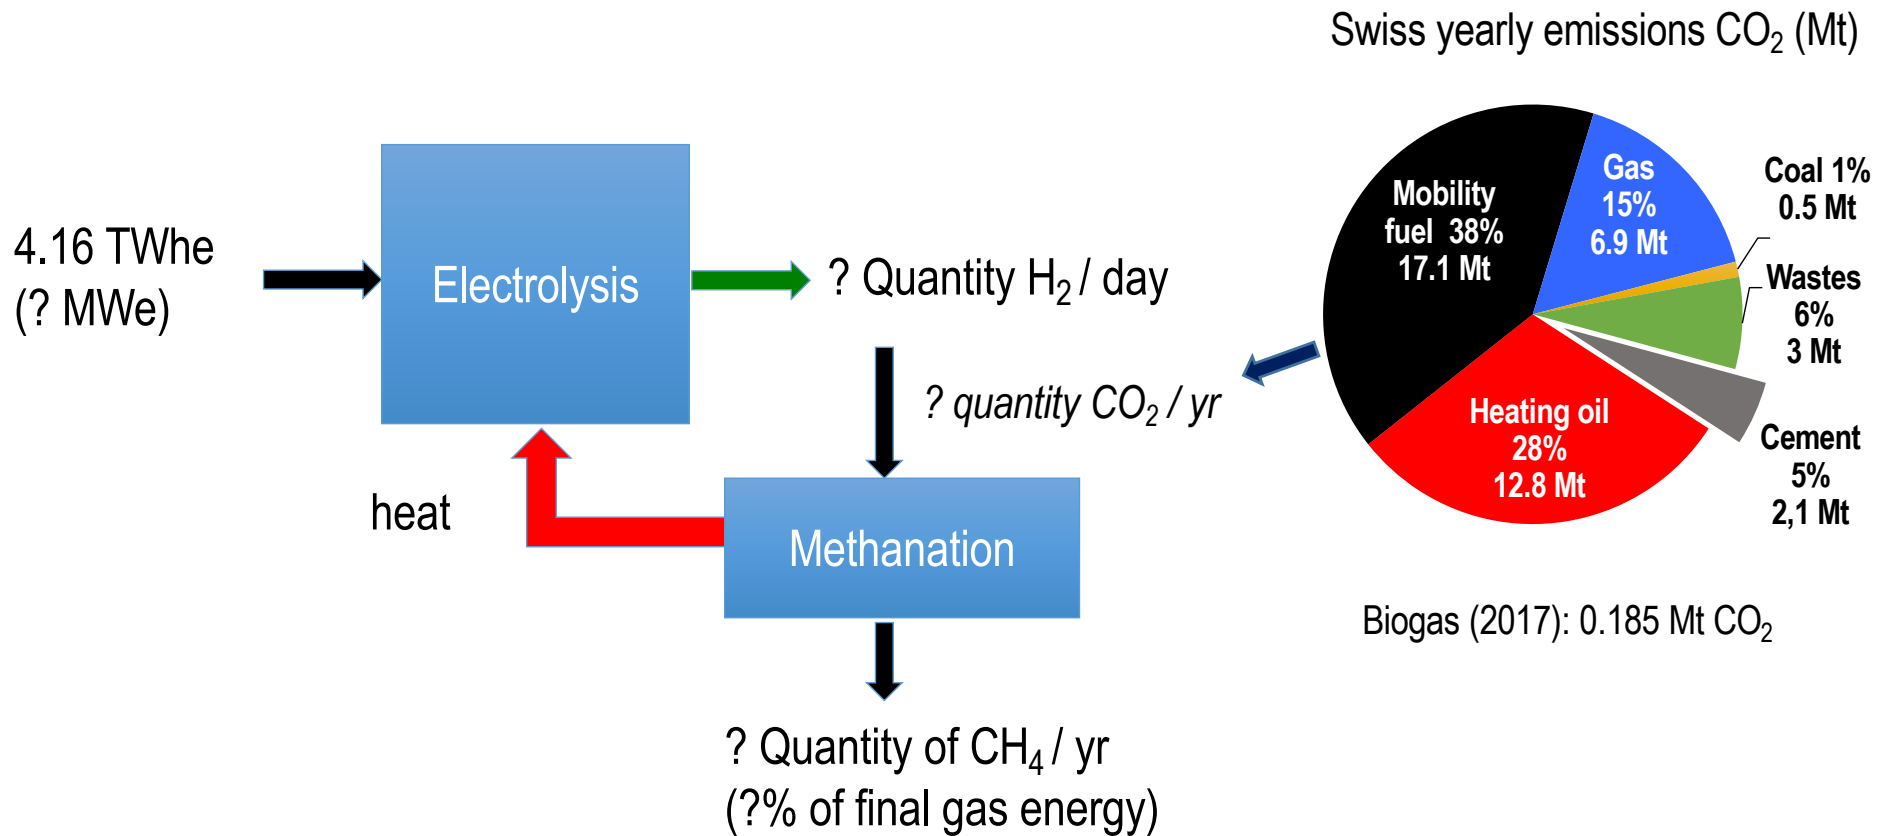 Swiss yearly emissions CO₂ (Mt)
4.16 TWhe
(? MWe)
Electrolysis
? Quantity H₂ / day
? quantity CO₂ / yr
heat
Methanation
? Quantity of CH₄ / yr
(?% of final gas energy)
Mobility
fuel 38%
17.1 Mt
Gas
15%
6.9 Mt
Coal 1%
0.5 Mt
Wastes
6%
3 Mt
Heating oil
28%
12.8 Mt
Cement
5%
2,1 Mt
Biogas (2017): 0.185 Mt CO₂